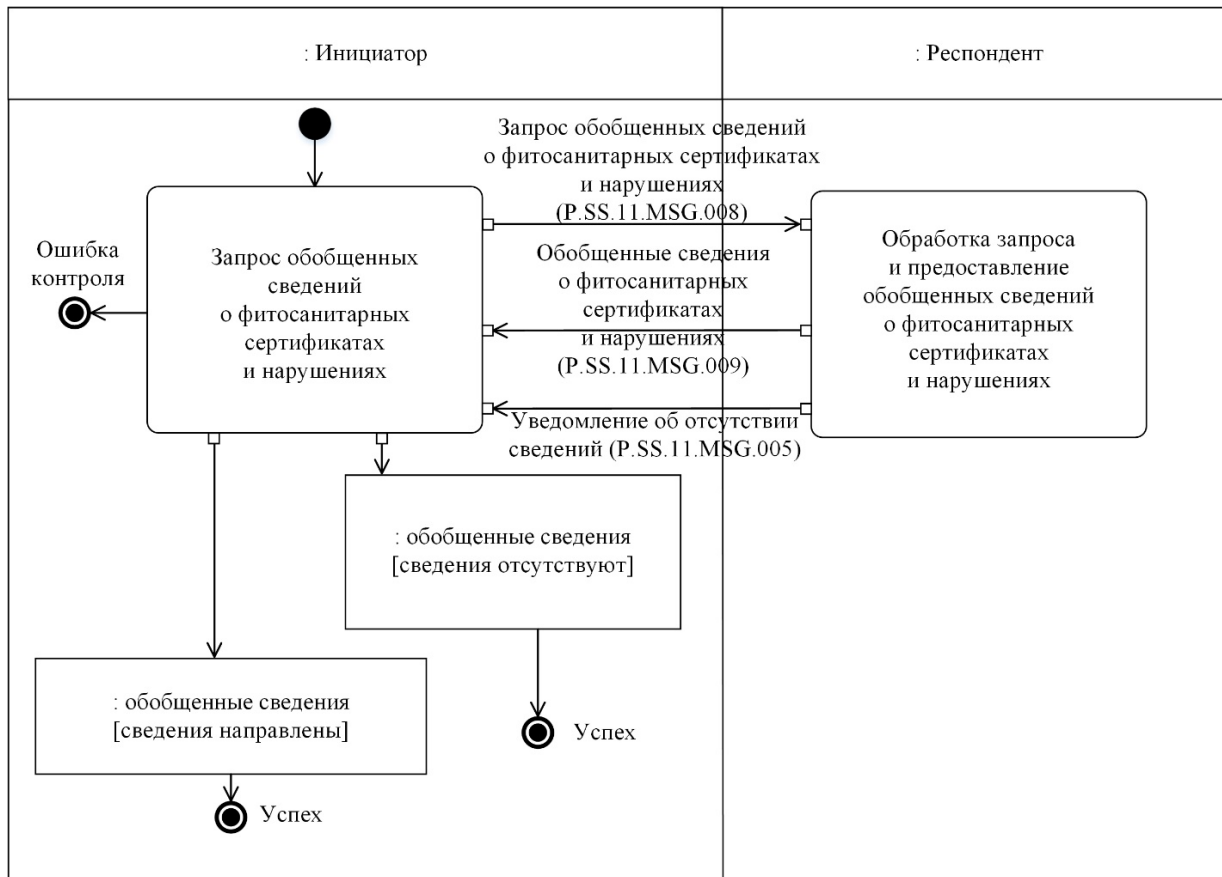 : Инициатор
: Респондент
Запрос обобщенных сведений
о фитосанитарных сертификатах
и нарушениях
(P.SS.11.MSG.008)
Ошибка
контроля
Запрос обобщенных
сведений
о фитосанитарных
сертификатах
и нарушениях
Обобщенные сведения
о фитосанитарных
сертификатах
и нарушениях
(P.SS.11.MSG.009)
Обработка запроса
и предоставление
обобщенных сведений
о фитосанитарных
сертификатах
и нарушениях
Уведомление об отсутствии
сведений (P.SS.11.MSG.005)
: обобщенные сведения
[сведения отсутствуют]
: обобщенные сведения
[сведения направлены]
Успех
Успех